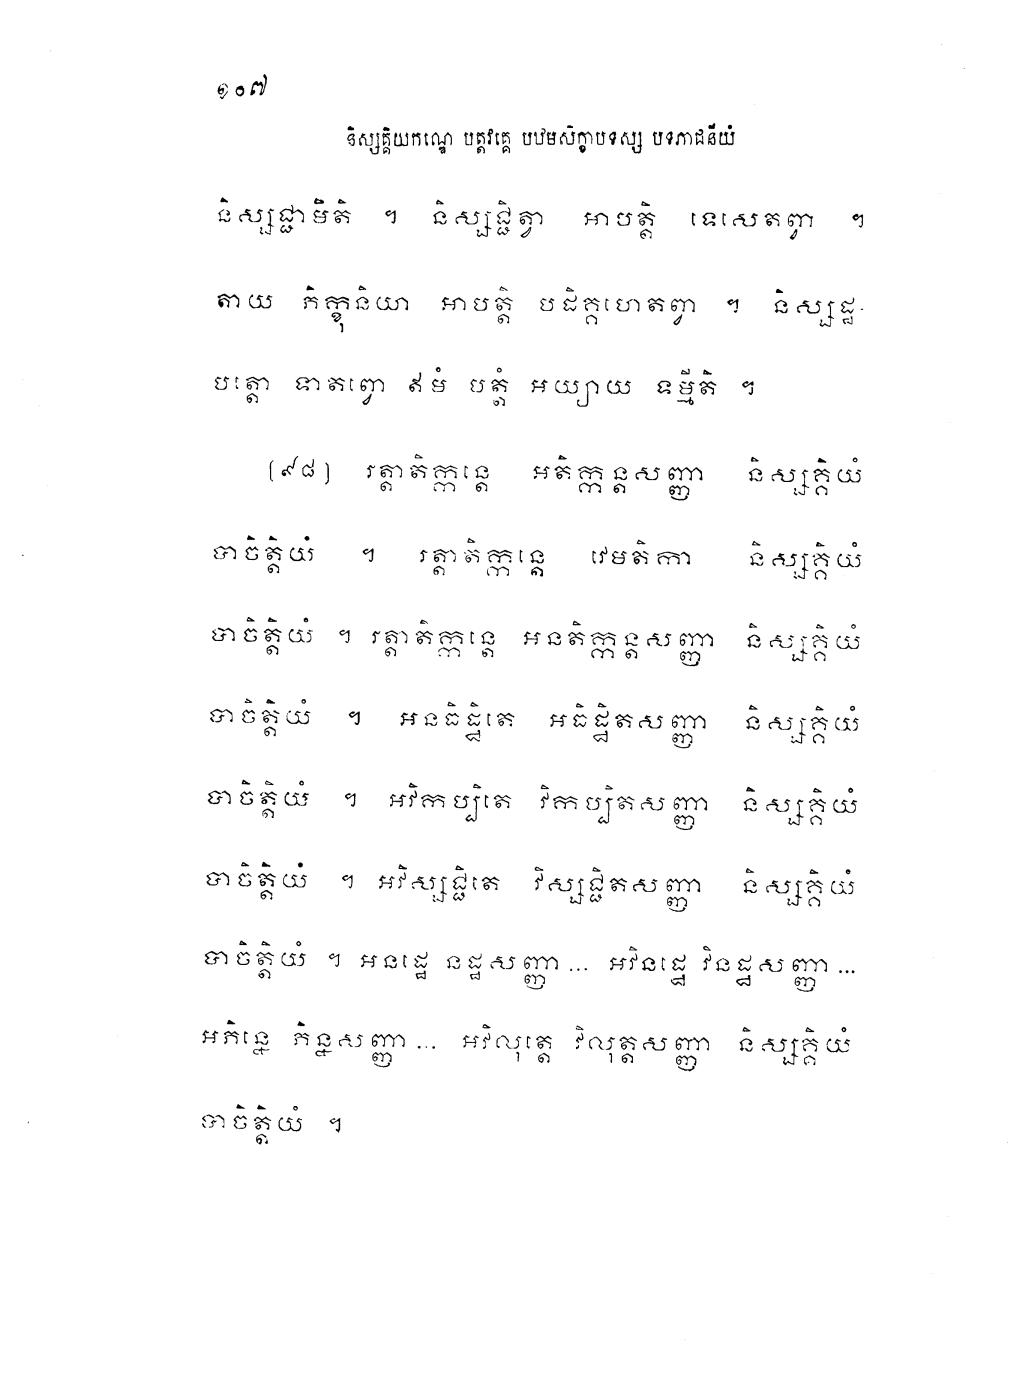 ១០៧
និស្សគ្គិយកណ្ឌេ បត្តវគ្គេ បឋមសិក្ខាបទស្ស បទភាជនីយំ
និស្សជ្ជាមីតិ ។ និស្សជ្ជិត្វា អាបត្តិ ទេសេតព្វា ។
តាយ ភិក្ខុនិយា អាបត្តិ បដិគ្គហេតព្វា ។ និស្សដ្ឋ-
បត្តោ ទាតព្វោ ឥមំ បត្តំ អយ្យាយ ទម្មីតិ ។
(៩៨) រត្តាតិក្កន្តេ អតិក្កន្តសញ្ញា និស្សគ្គិយំ
បាចិត្តិយំ ។ រត្តាតិក្កន្តេ វេមតិកា និស្សគ្គិយំ
បាចិត្តិយំ ។ រត្តាតិក្កន្តេ អនតិក្កន្តសញ្ញា និស្សគ្គិយំ
បាចិត្តិយំ ។ អនធិដ្ឋិតេ អធិដ្ឋិតសញ្ញា និស្សគ្គិយំ
បាចិត្តិយំ ។ អវិកប្បិតេ វិកប្បិតសញ្ញា និស្សគ្គិយំ
បាចិត្តិយំ ។ អវិស្សជ្ជិតេ វិស្សជ្ជិតសញ្ញា និស្សគ្គិយំ
បាចិត្តិយំ ។ អនដ្ឋេ នដ្ឋសញ្ញា ... អវិនដ្ឋេ វិនដ្ឋសញ្ញា ...
អភិន្នេ ភិន្នសញ្ញា ... អវិលុត្តេ វិលុត្តសញ្ញា និស្សគ្គិយំ
បាចិត្តិយំ ។